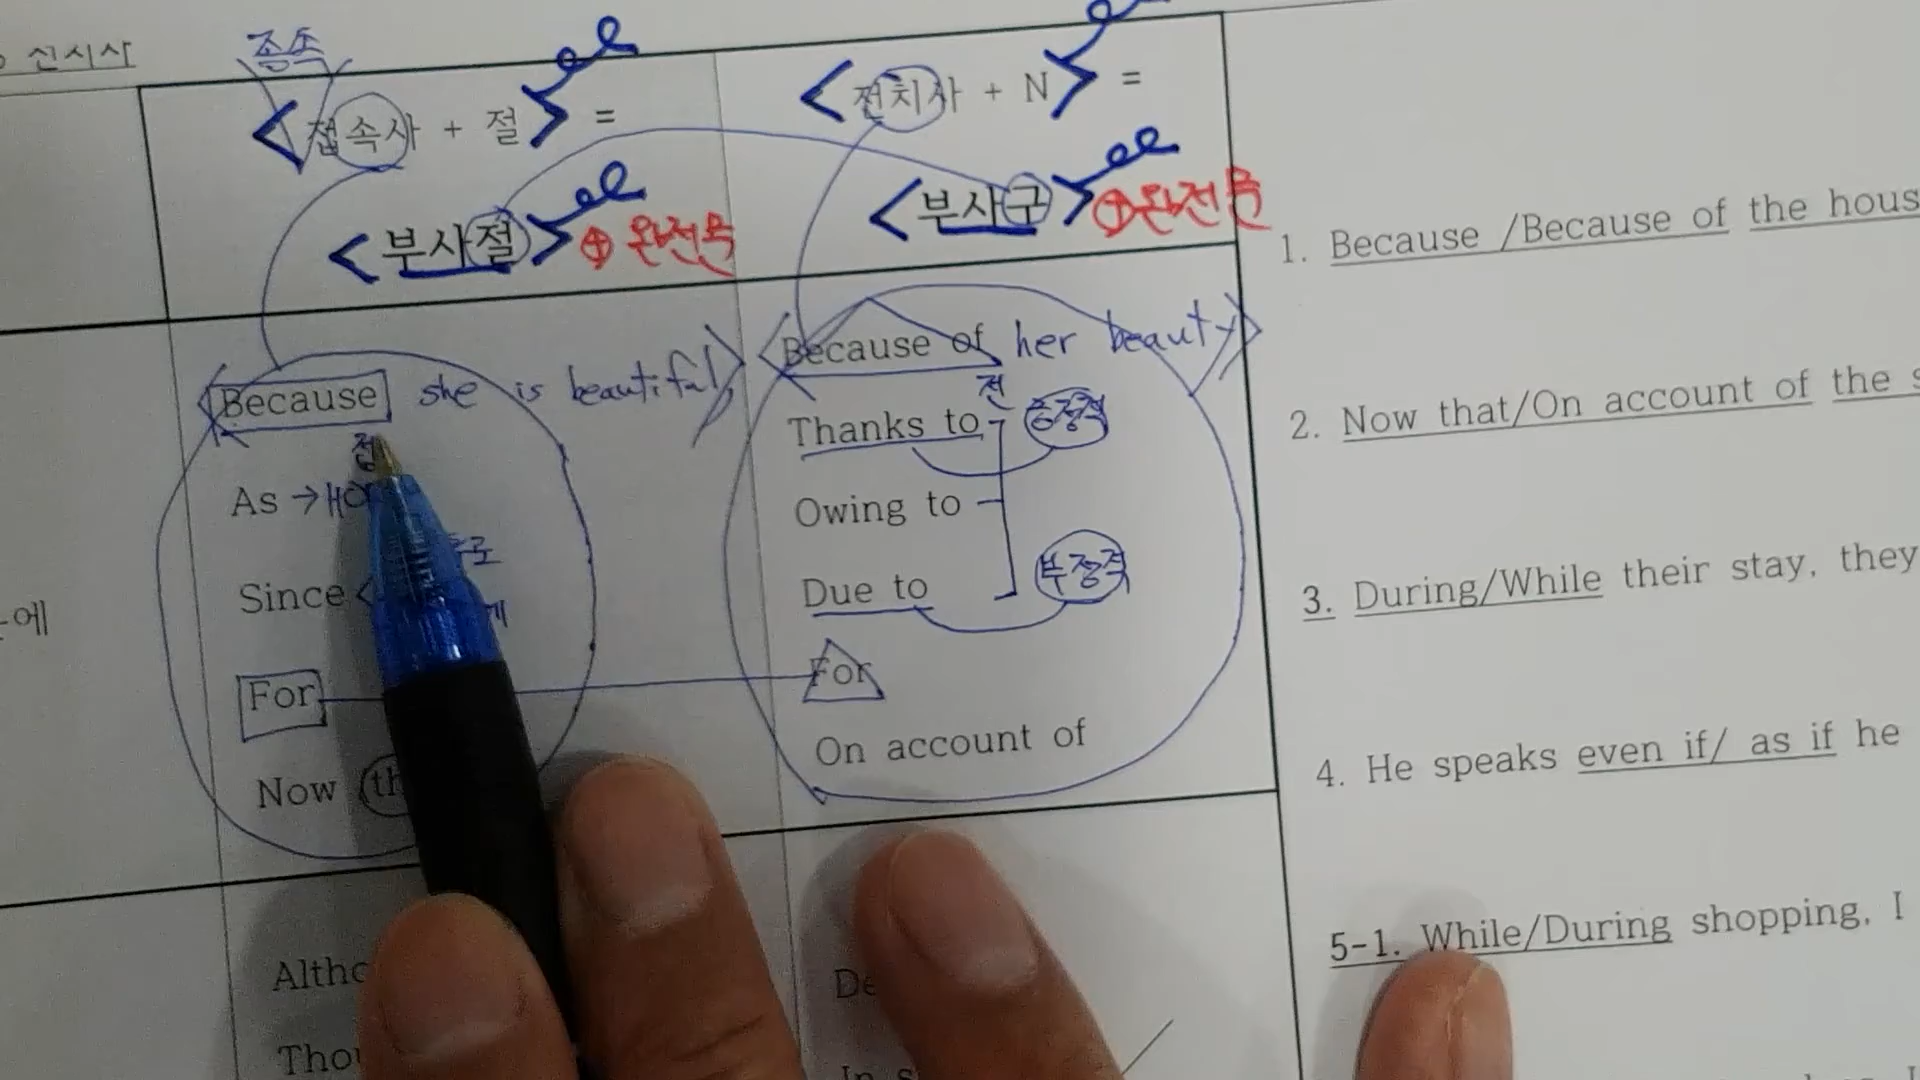 신시사
종속
<접속사 + 절> =
<부사절> ⊕ 완전문
<전치사 + N> =
<부사구> ⊕ 완전문
Because she is beautiful,
접
As →
Since <
For
Now
Because of her beauty
전
Thanks to 긍정적
Owing to
Due to 부정적
For
On account of
1. Because /Because of the
2. Now that/On account of the
3. During/While their stay, they
4. He speaks even if/ as if he
5-1. While/During shopping, I